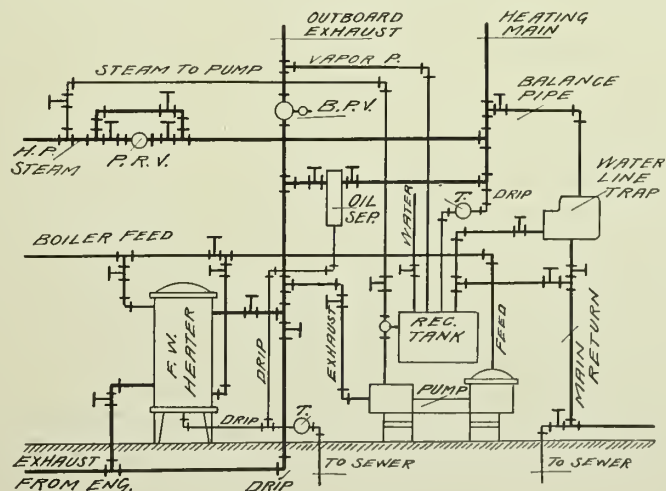 OUTBOARD
EXHAUST
HEATING
MAIN
VAPOR P.
STEAM TO PUMP
BALANCE
PIPE
B.P.V.
H.P.
STEAM
P.R.V.
WATER
LINE
TRAP
OIL
SEP.
WATER
T.
DRIP
BOILER FEED
F.W.
HEATER
DRIP
EXHAUST
REC.
TANK
FEED
MAIN
RETURN
PUMP
DRIP
T.
EXHAUST
FROM ENG.
DRIP
TO SEWER
TO SEWER